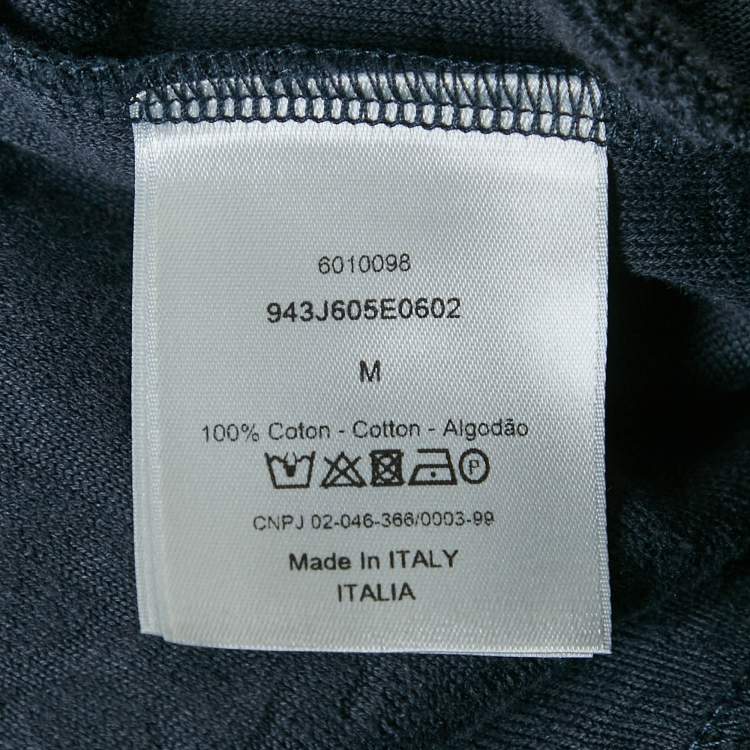 6010098
943J605E0602
M
100% Coton - Cotton - Algodão
P
CNPJ 02-046-366/0003-99
Made In ITALY
ITALIA